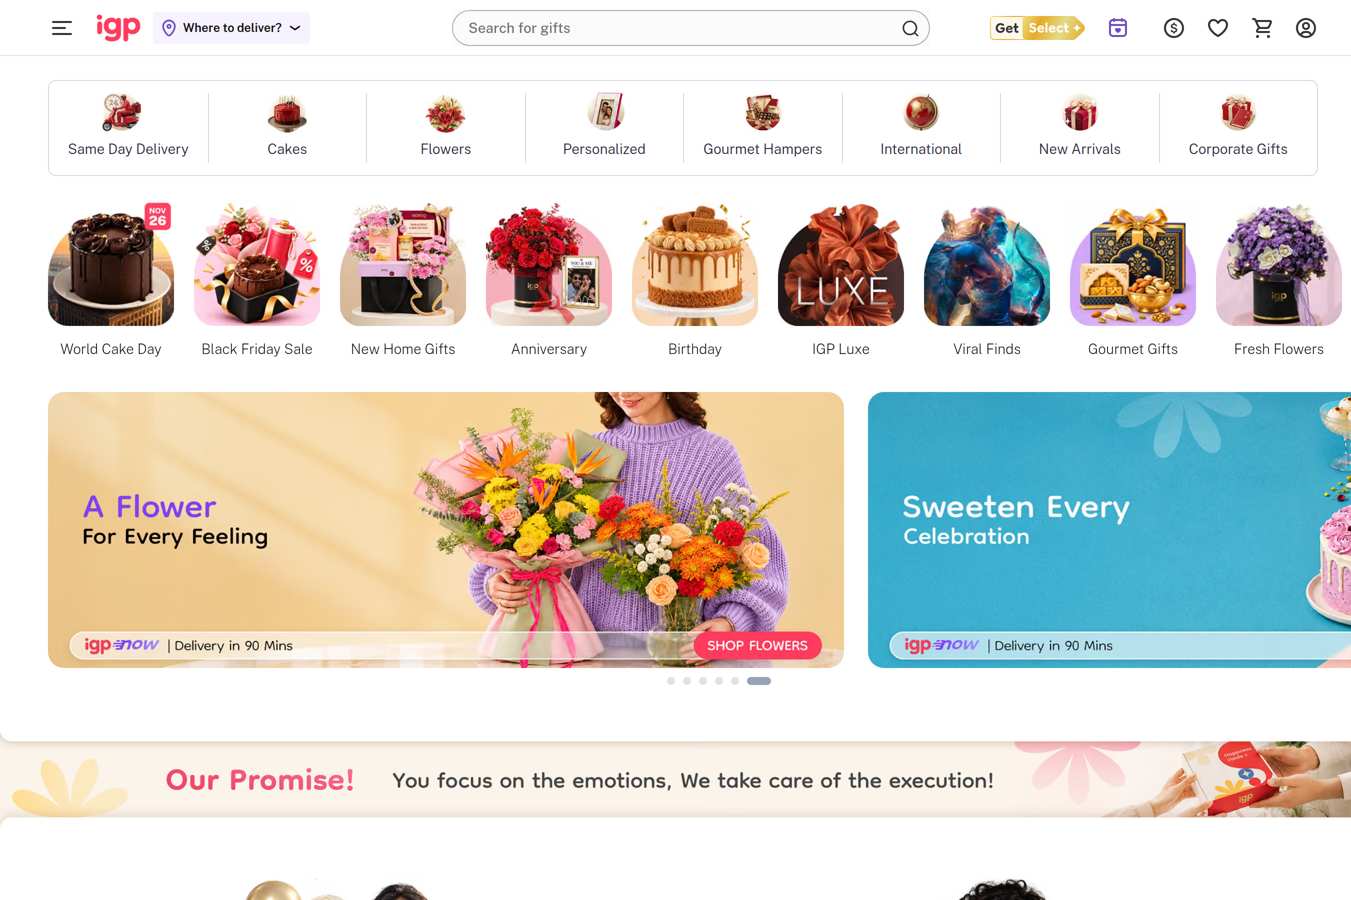 igp
Where to deliver?
Search for gifts
Get Select +
Same Day Delivery
Cakes
Flowers
Personalized
Gourmet Hampers
International
New Arrivals
Corporate Gifts
NOV
26
World Cake Day
Black Friday Sale
New Home Gifts
Anniversary
Birthday
LUXE
IGP Luxe
Viral Finds
Gourmet Gifts
igp
Fresh Flowers
A Flower
For Every Feeling
igp now | Delivery in 90 Mins
SHOP FLOWERS
Sweeten Every
Celebration
igp now | Delivery in 90 Mins
Our Promise!
You focus on the emotions, We take care of the execution!
igp